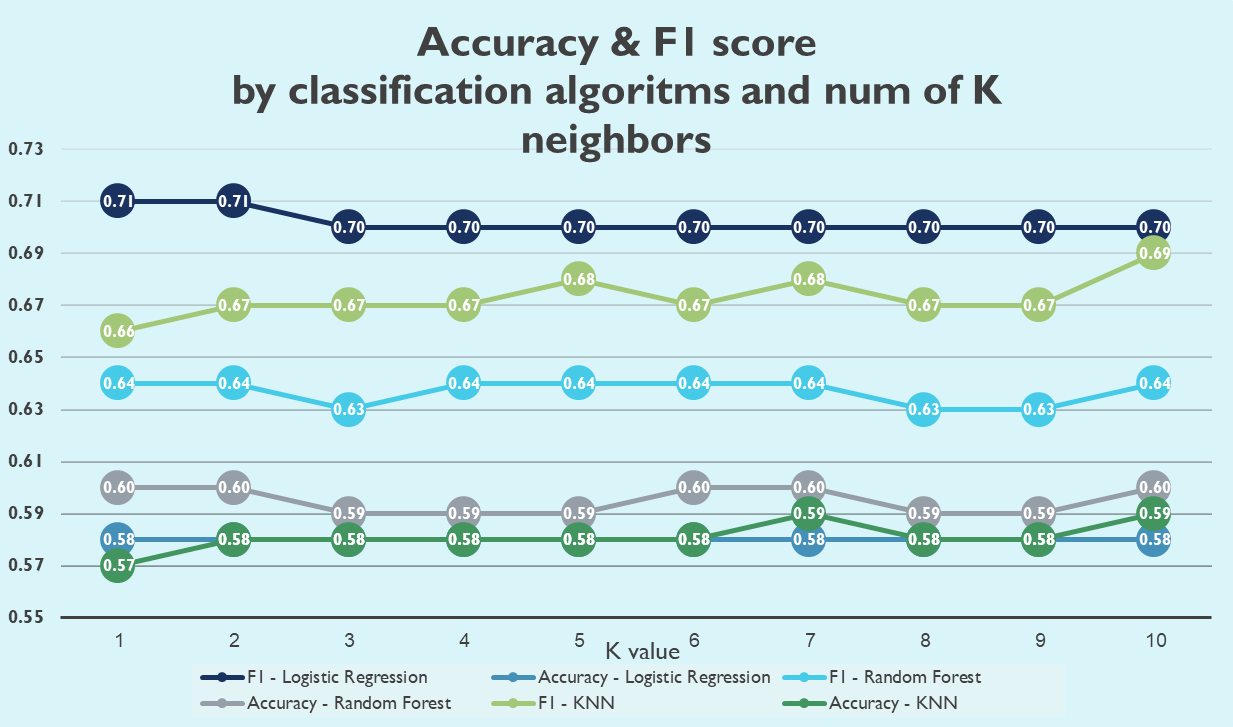 Accuracy & F1 score
by classification algoritms and num of K
neighbors
0.73
0.71
0.69
0.67
0.65
0.63
0.61
0.59
0.57
0.55
0.71 0.71 0.70 0.70 0.70 0.70 0.70 0.70 0.70 0.70
0.66 0.67 0.67 0.67 0.68 0.67 0.68 0.67 0.67 0.69
0.64 0.64 0.63 0.64 0.64 0.64 0.64 0.63 0.63 0.64
0.60 0.60 0.59 0.59 0.59 0.60 0.60 0.59 0.59 0.60
0.58 0.58 0.58
0.57 0.58 0.58 0.58 0.58 0.58 0.59 0.58 0.58 0.59
1 2 3 4 5 6 7 8 9 10
K value
F1 - Logistic Regression Accuracy - Logistic Regression F1 - Random Forest
Accuracy - Random Forest F1 - KNN Accuracy - KNN